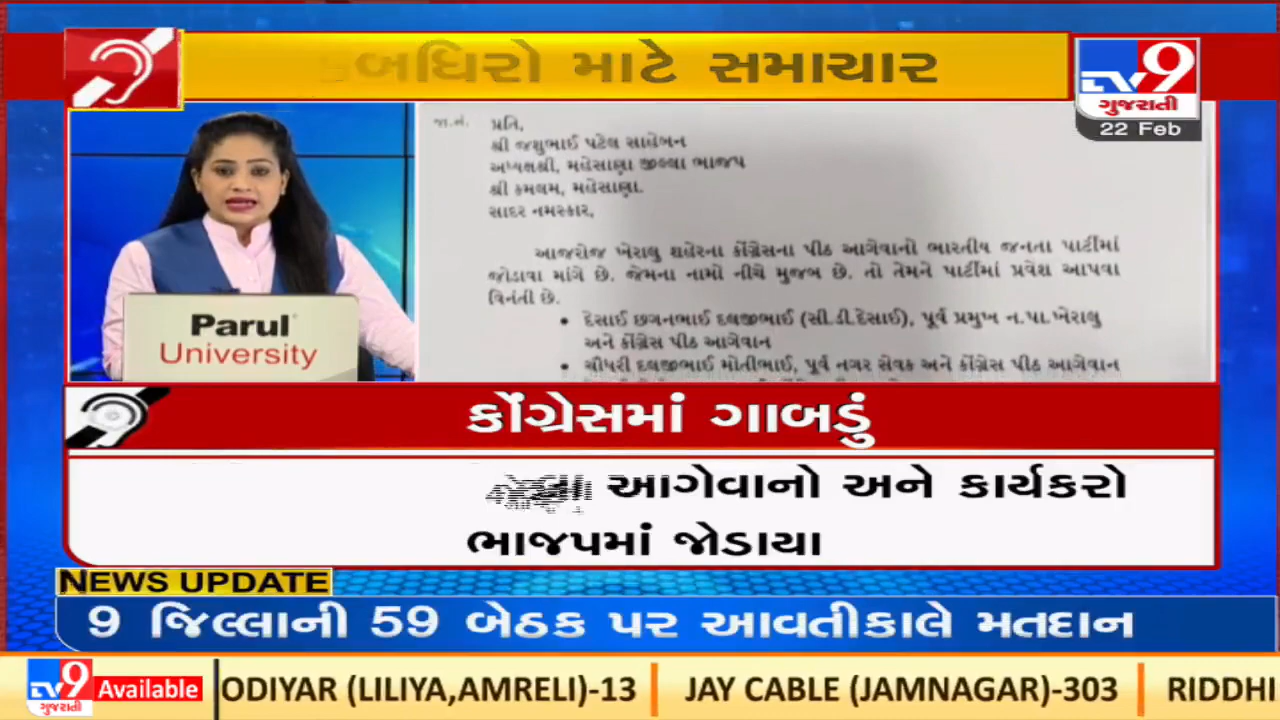 બધિરો માટે સમાચાર
TV9
ગુજરાતી
22 Feb
જા.નં.
પ્રતિ,
શ્રી જશુભાઈ પટેલ સાહેબન
અધ્યક્ષશ્રી, મહેસાણા જીલ્લા ભાજપ
શ્રી કમલમ, મહેસાણા.
સાદર નમસ્કાર,
આજરોજ ખેરાલુ શહેરના કોંગ્રેસના પીઠ આગેવાનો ભારતીય જનતા પાર્ટીમાં
જોડાવા માંગે છે. જેમના નામો નીચે મુજબ છે. તો તેમને પાર્ટીમાં પ્રવેશ આપવા
વિનંતી છે.
• દેસાઈ છગનભાઈ દલજીભાઈ (સી.ડી.દેસાઈ), પૂર્વ પ્રમુખ ન.પા.ખેરાલુ
અને કોંગ્રેસ પીઠ આગેવાન
• ચૌધરી દલજીભાઈ મોતીભાઈ, પૂર્વ નગર સેવક અને કોંગ્રેસ પીઠ આગેવાન
Parul
University
કોંગ્રેસમાં ગાબડું
આગેવાનો અને કાર્યકરો
ભાજપમાં જોડાયા
NEWS UPDATE
9 જિલ્લાની 59 બેઠક પર આવતીકાલે મતદાન
TV9
ગુજરાતી
Available
ODIYAR (LILIYA,AMRELI)-13 | JAY CABLE (JAMNAGAR)-303 | RIDDHI